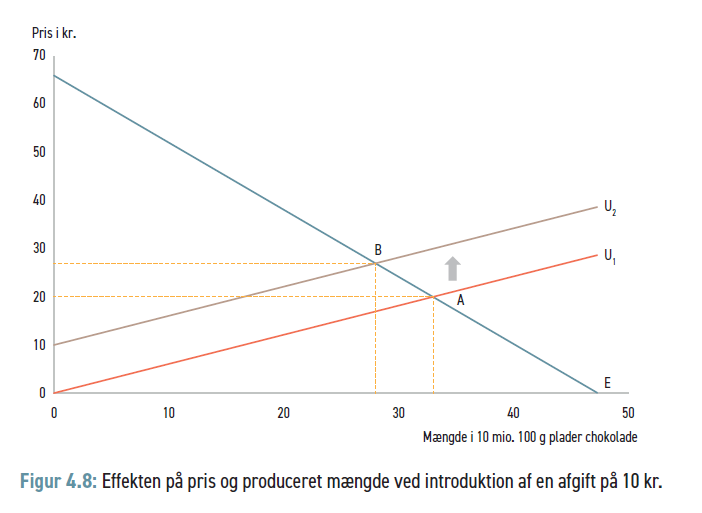 Pris i kr.
70
60
50
40
30
20
10
0
B
A
U2
U1
E
0 10 20 30 40 50
Mængde i 10 mio. 100 g plader chokolade
Figur 4.8: Effekten på pris og produceret mængde ved introduktion af en afgift på 10 kr.